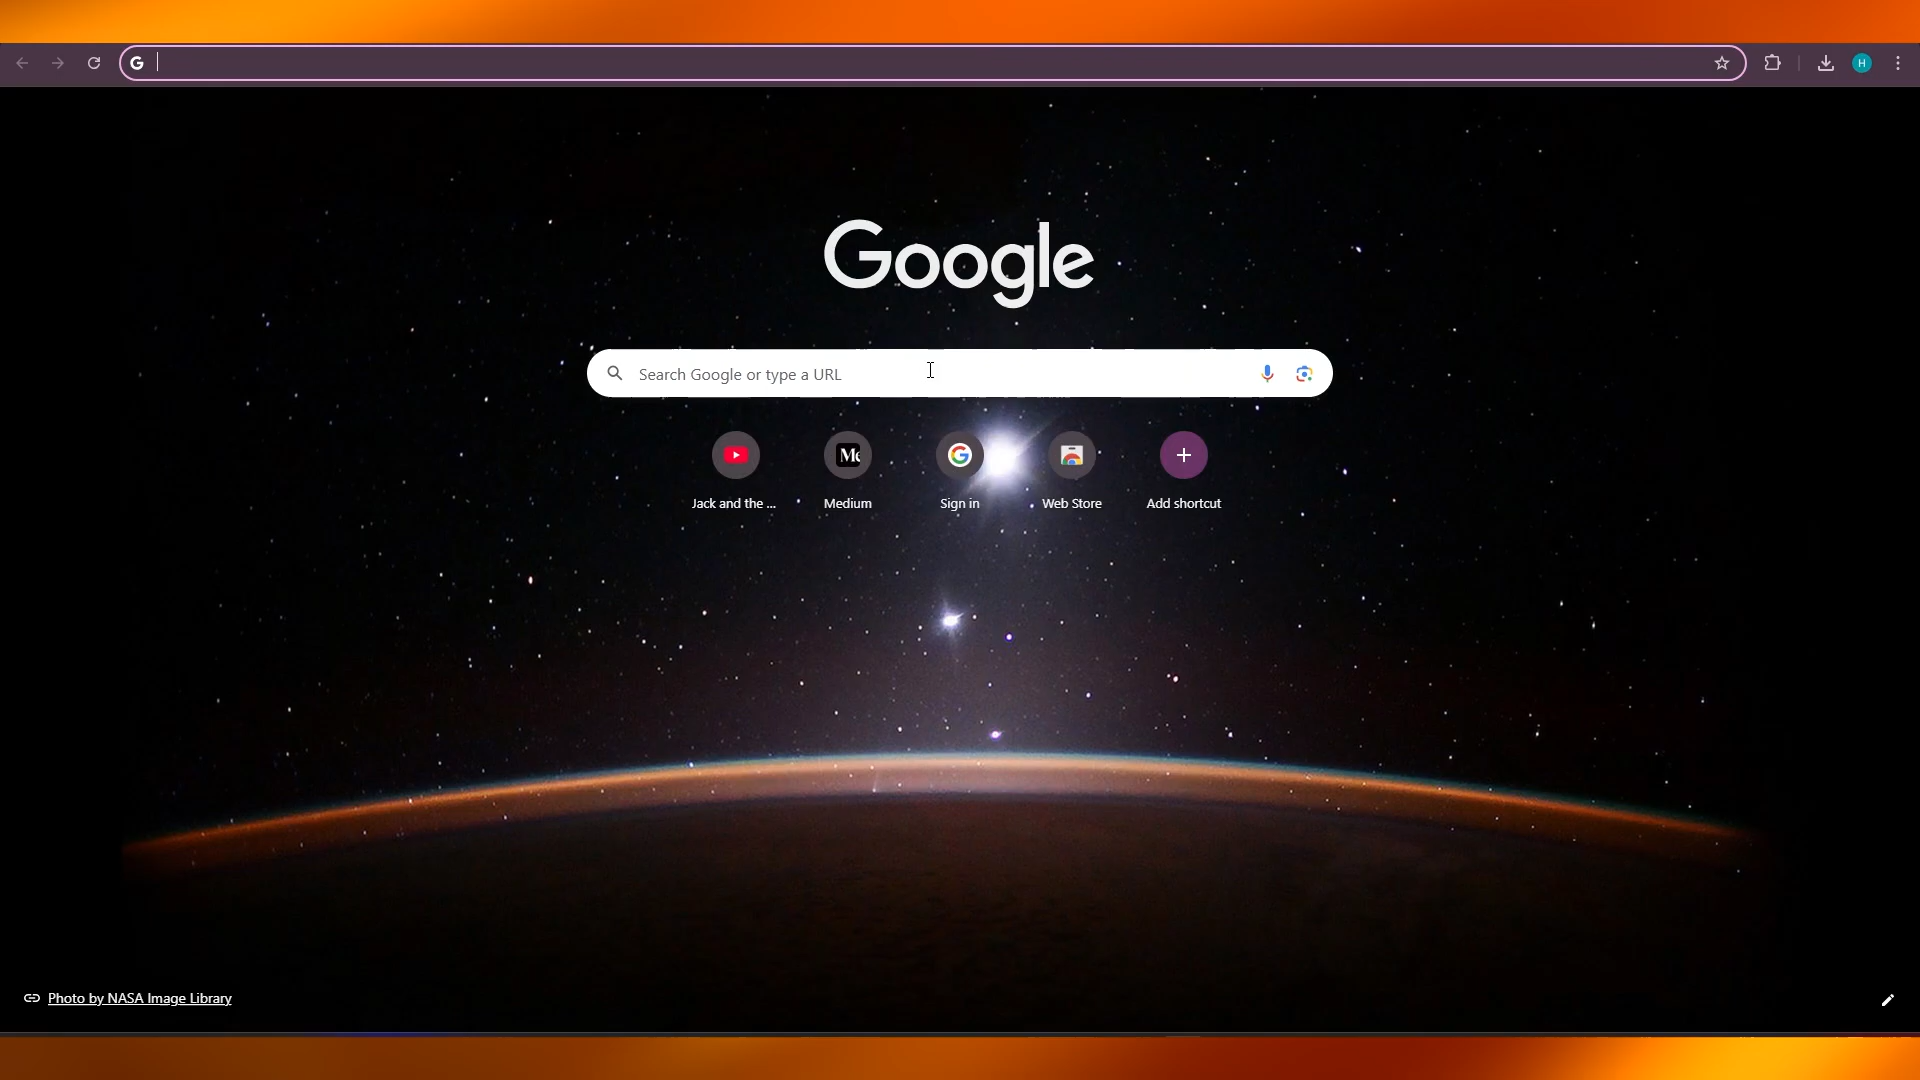 H
Google
Search Google or type a URL
Me
Jack and the ...
Medium
Sign in
Web Store
Add shortcut
Photo by NASA Image Library